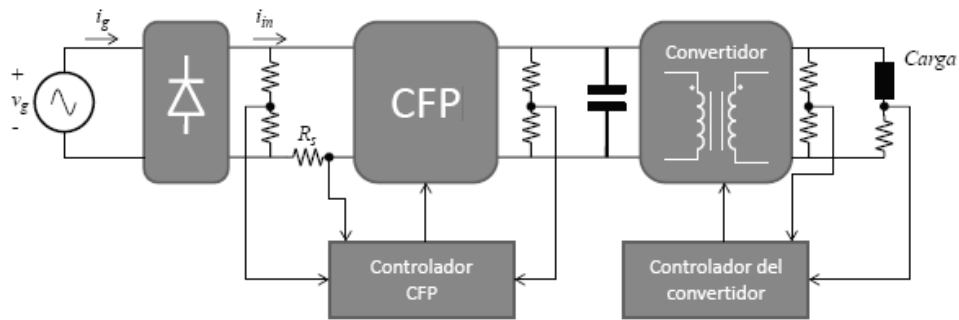 i_g
i_in
+
v_g
-
CFP
R_s
Convertidor
Carga
Controlador
CFP
Controlador del
convertidor